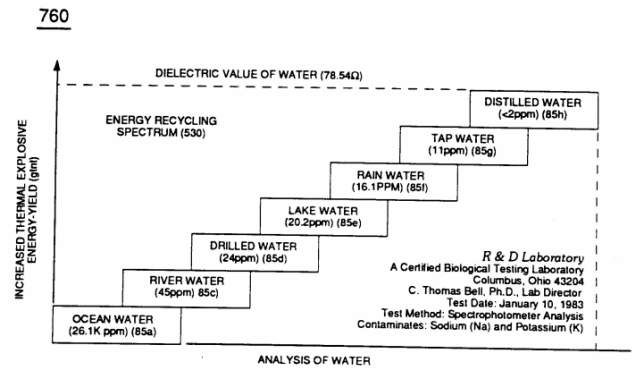 760
DIELECTRIC VALUE OF WATER (78.54Ω)
DISTILLED WATER
(<2ppm) (85h)
ENERGY RECYCLING
SPECTRUM (530)
TAP WATER
(11ppm) (85g)
RAIN WATER
(16.1PPM) (85f)
LAKE WATER
(20.2ppm) (85e)
DRILLED WATER
(24ppm) (85d)
RIVER WATER
(45ppm) 85c)
OCEAN WATER
(26.1K ppm) (85a)
INCREASED THERMAL EXPLOSIVE
ENERGY-YIELD (gtnt)
R & D Laboratory
A Certified Biological Testing Laboratory
Columbus, Ohio 43204
C. Thomas Bell, Ph.D., Lab Director
Test Date: January 10, 1983
Test Method: Spectrophotometer Analysis
Contaminates: Sodium (Na) and Potassium (K)
ANALYSIS OF WATER